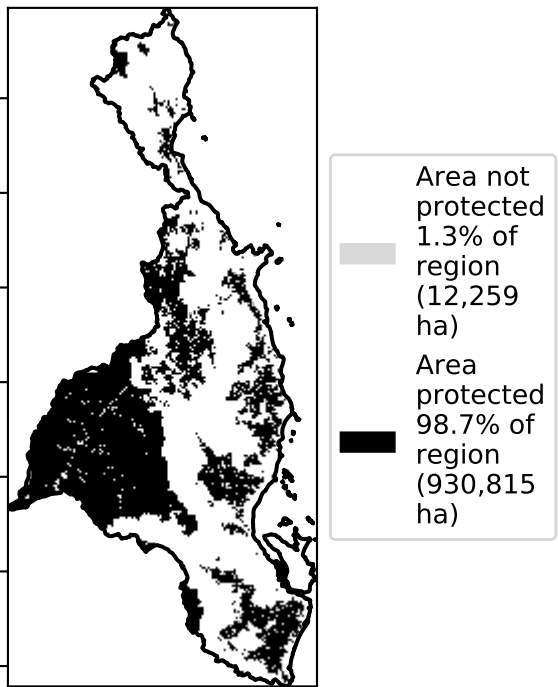 Area not
protected
1.3% of
region
(12,259
ha)
Area
protected
98.7% of
region
(930,815
ha)